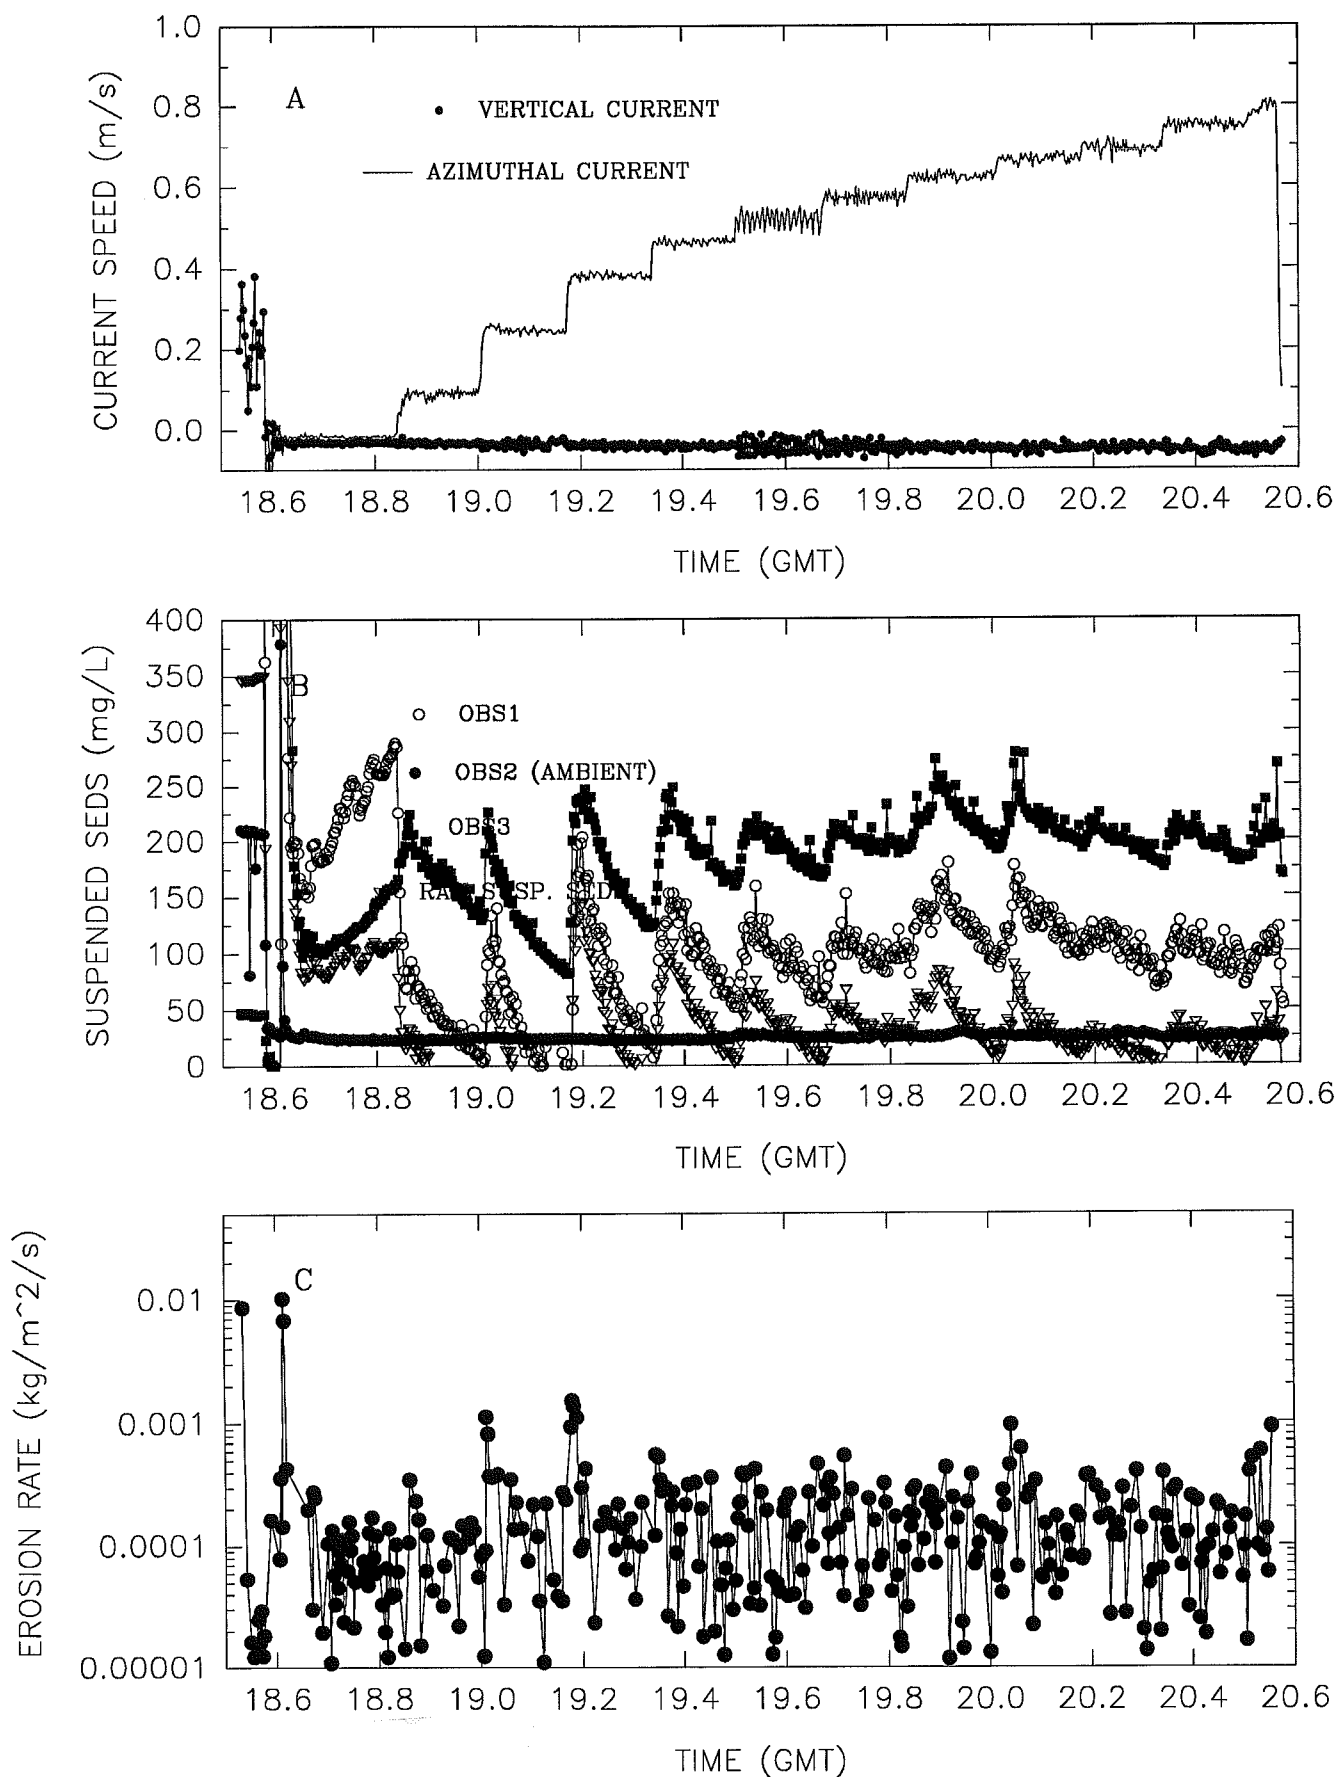 1.0
A
VERTICAL CURRENT
0.8
AZIMUTHAL CURRENT
0.6
0.4
0.2
0.0
CURRENT SPEED (m/s)
18.6 18.8 19.0 19.2 19.4 19.6 19.8 20.0 20.2 20.4 20.6
TIME (GMT)
400
350
B
OBS1
300
OBS2 (AMBIENT)
250
OBS3
200
150
100
50
0
SUSPENDED SEDS (mg/L)
18.6 18.8 19.0 19.2 19.4 19.6 19.8 20.0 20.2 20.4 20.6
TIME (GMT)
C
0.01
0.001
0.0001
0.00001
EROSION RATE (kg/m^2/s)
18.6 18.8 19.0 19.2 19.4 19.6 19.8 20.0 20.2 20.4 20.6
TIME (GMT)